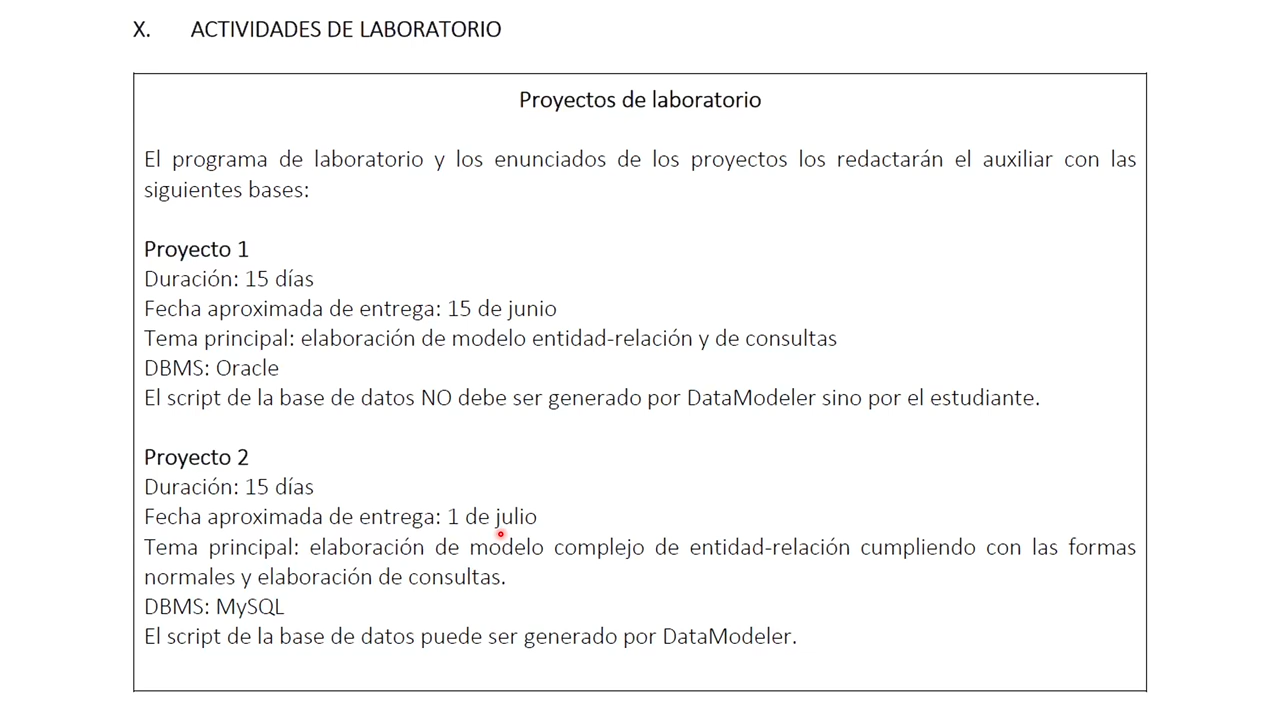 X. ACTIVIDADES DE LABORATORIO
Proyectos de laboratorio
El programa de laboratorio y los enunciados de los proyectos los redactarán el auxiliar con las
siguientes bases:
Proyecto 1
Duración: 15 días
Fecha aproximada de entrega: 15 de junio
Tema principal: elaboración de modelo entidad-relación y de consultas
DBMS: Oracle
El script de la base de datos NO debe ser generado por DataModeler sino por el estudiante.
Proyecto 2
Duración: 15 días
Fecha aproximada de entrega: 1 de julio
Tema principal: elaboración de modelo complejo de entidad-relación cumpliendo con las formas
normales y elaboración de consultas.
DBMS: MySQL
El script de la base de datos puede ser generado por DataModeler.